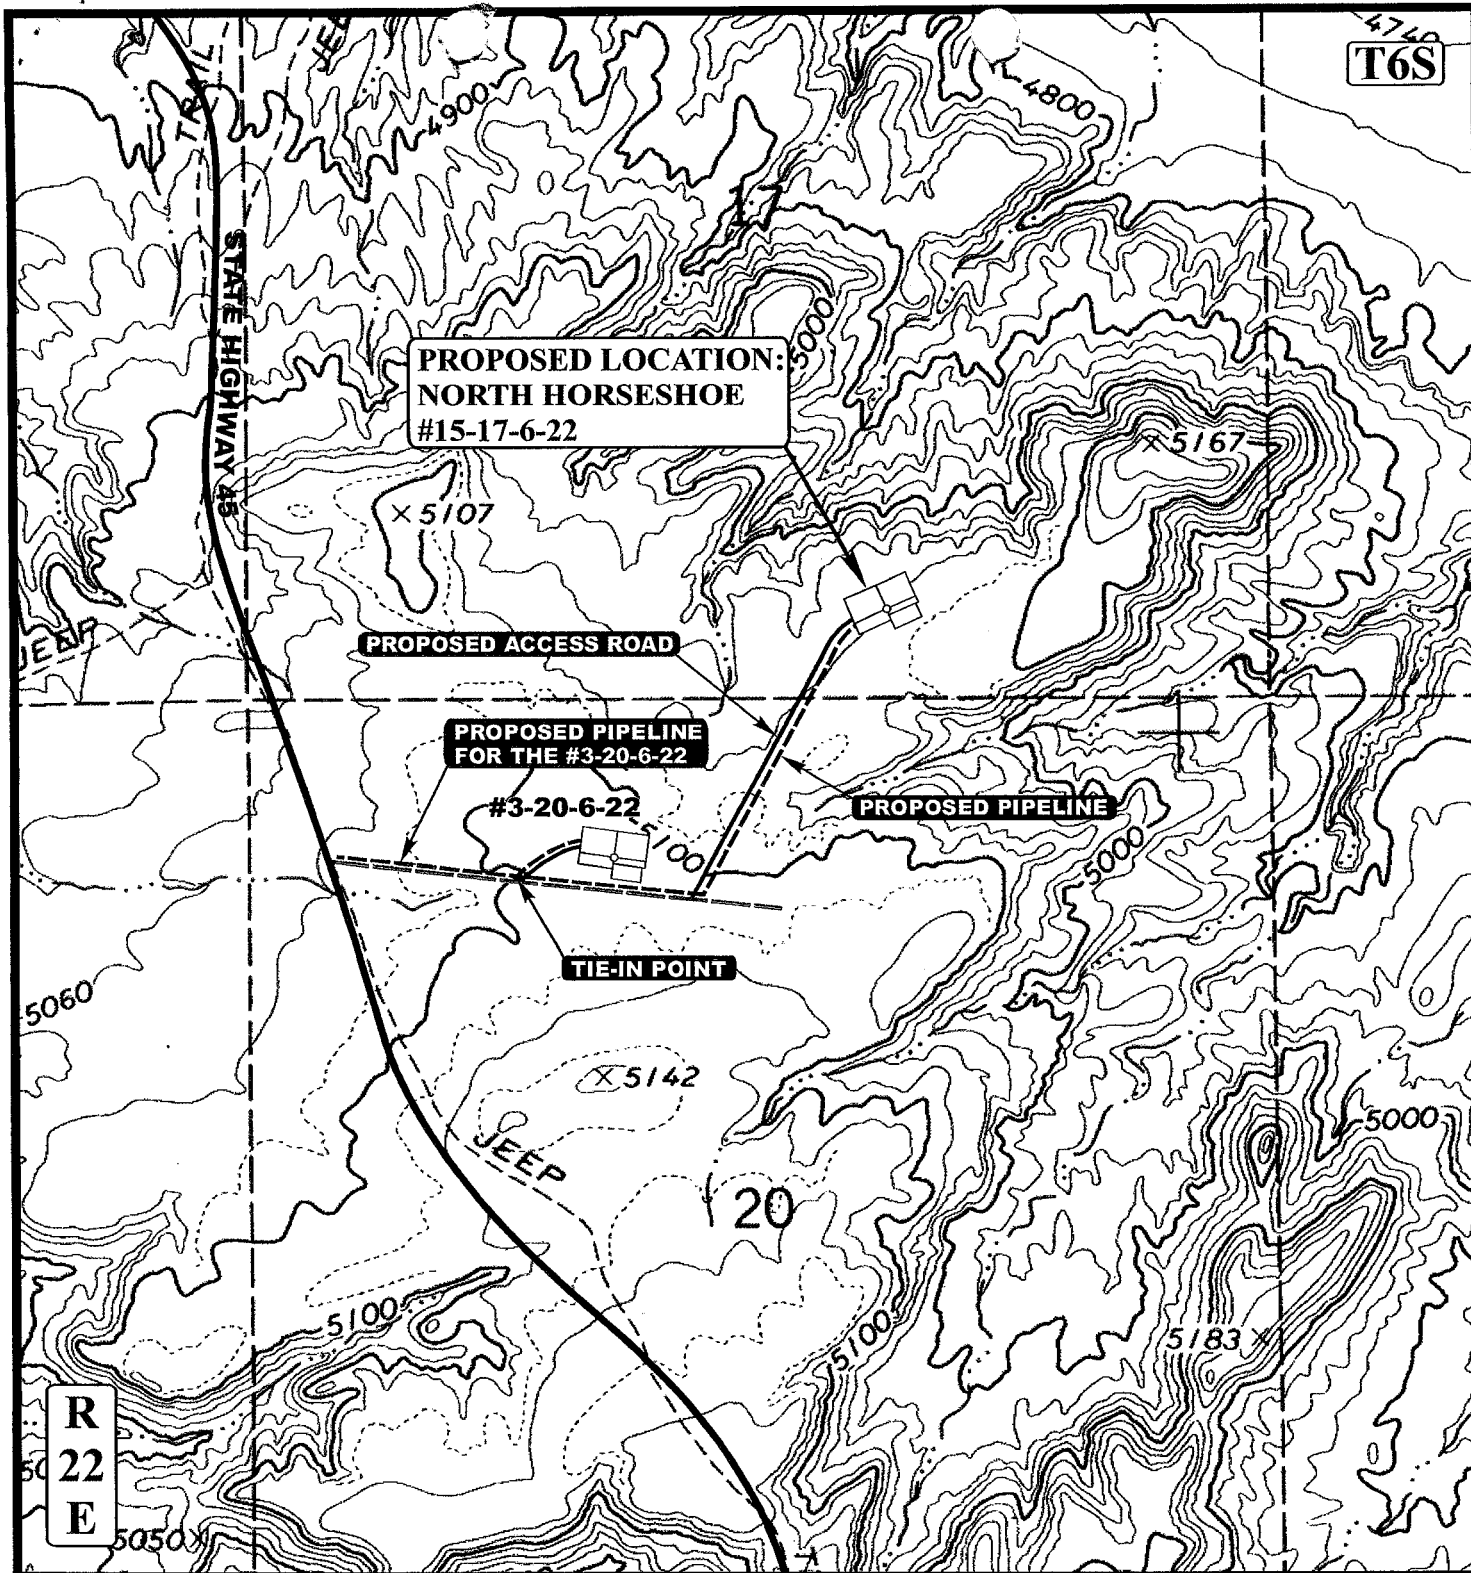 4740
T6S
TRAIL
4900
4800
17
STATE HIGHWAY 45
5000
PROPOSED LOCATION:
NORTH HORSESHOE
#15-17-6-22
5167
5107
JEEP
PROPOSED ACCESS ROAD
PROPOSED PIPELINE
FOR THE #3-20-6-22
#3-20-6-22
PROPOSED PIPELINE
5100
5000
TIE-IN POINT
5060
5142
5000
JEEP
20
5100
5100
5183
R
22
E
5050